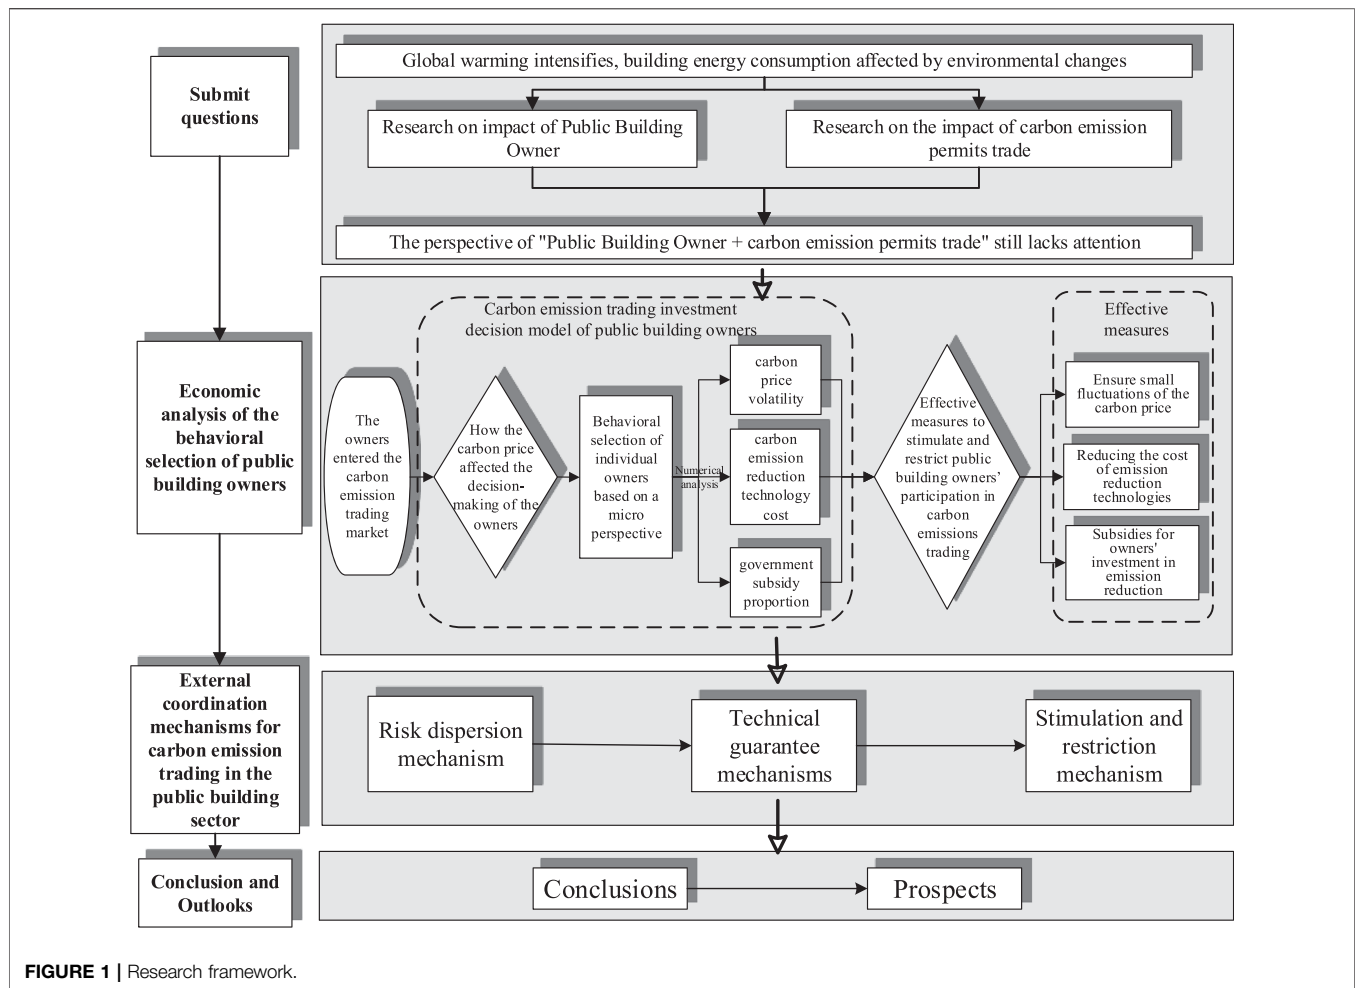 Submit
questions
Global warming intensifies, building energy consumption affected by environmental changes
Research on impact of Public Building
Owner
Research on the impact of carbon emission
permits trade
The perspective of "Public Building Owner + carbon emission permits trade" still lacks attention
Economic
analysis of the
behavioral
selection of public
building owners
Carbon emission trading investment
decision model of public building owners
The
owners
entered the
carbon
emission
trading
market
How the
carbon price
affected the
decision-
making of the
owners
Behavioral
selection of
individual
owners
based on a
micro
perspective
Numerical
analysis
carbon
price
volatility
carbon
emission
reduction
technology
cost
government
subsidy
proportion
Effective
measures to
stimulate and
restrict public
building owners'
participation in
carbon
emissions
trading
Effective
measures
Ensure small
fluctuations of the
carbon price
Reducing the cost
of emission
reduction
technologies
Subsidies for
owners'
investment in
emission
reduction
External
coordination
mechanisms for
carbon emission
trading in the
public building
sector
Risk dispersion
mechanism
Technical
guarantee
mechanisms
Stimulation and
restriction
mechanism
Conclusion and
Outlooks
Conclusions
Prospects
FIGURE 1 | Research framework.